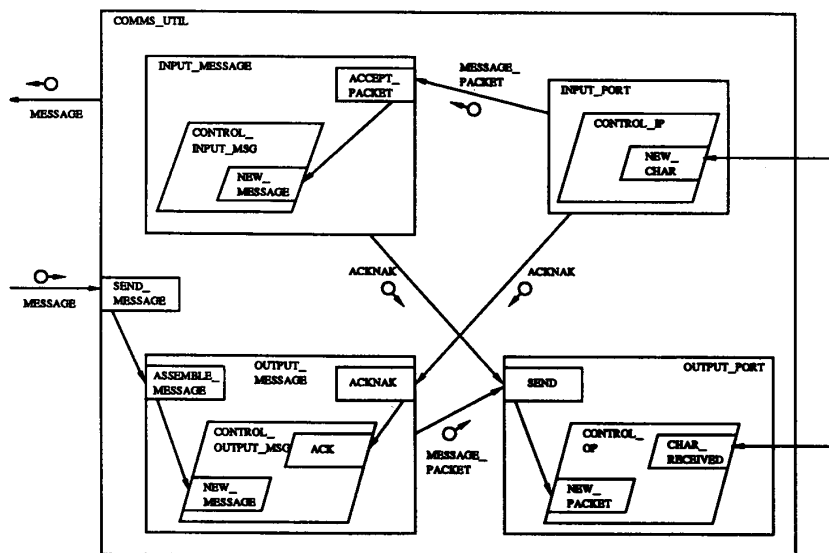 COMMS_UTIL
MESSAGE
INPUT_MESSAGE
ACCEPT_
PACKET
CONTROL_
INPUT_MSG
NEW_
MESSAGE
MESSAGE_
PACKET
INPUT_PORT
CONTROL_IP
NEW_
CHAR
MESSAGE
SEND_
MESSAGE
ACKNAK
ACKNAK
OUTPUT_
MESSAGE
ASSEMBLE_
MESSAGE
ACKNAK
CONTROL_
OUTPUT_MSG
ACK
NEW_
MESSAGE
MESSAGE_
PACKET
OUTPUT_PORT
SEND
CONTROL_
OP
CHAR_
RECEIVED
NEW_
PACKET